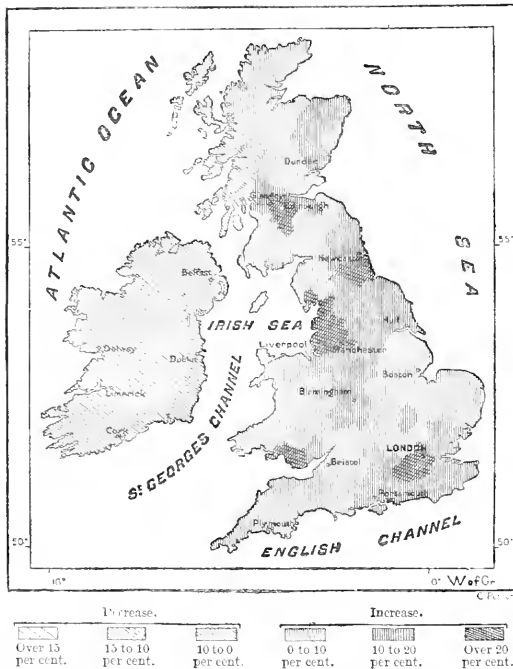 ATLANTIC OCEAN
NORTH
SEA
Dundee
Glasgow
Edinburgh
55°
55°
Newcastle
Belfast
IRISH SEA
Hull
Liverpool
Manchester
Galway
Dublin
Boston
Limerick
Birmingham
Cork
ST GEORGES CHANNEL
LONDON
Bristol
Portsmouth
Plymouth
50°
50°
ENGLISH CHANNEL
10°
0°
W of Gr
Decrease.
Increase.
Over 15 per cent.
15 to 10 per cent.
10 to 0 per cent.
0 to 10 per cent.
10 to 20 per cent.
Over 20 per cent.